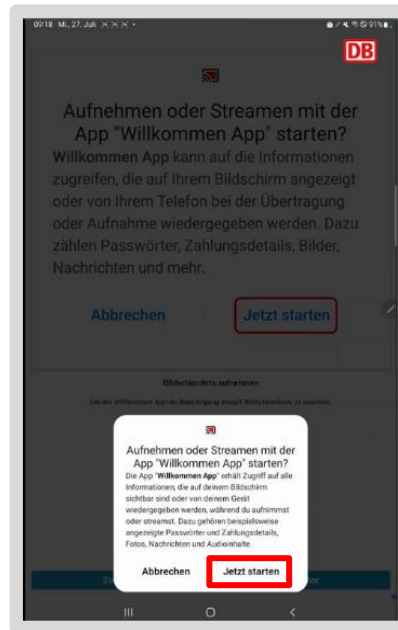 09:18 Mi., 27. Juli
91%
DB
Aufnehmen oder Streamen mit der
App "Willkommen App" starten?
Willkommen App kann auf die Informationen
zugreifen, die auf Ihrem Bildschirm angezeigt
oder von Ihrem Telefon bei der Übertragung
oder Aufnahme wiedergegeben werden. Dazu
zählen Passwörter, Zahlungsdetails, Bilder,
Nachrichten und mehr.
Abbrechen Jetzt starten
Bildschirmfoto aufnehmen
Aufnehmen oder Streamen mit der
App "Willkommen App" starten?
Die App "Willkommen App" erhält Zugriff auf alle
Informationen, die auf deinem Bildschirm
sichtbar sind oder von deinem Gerät
wiedergegeben werden, während du aufnimmst
oder streamst. Dazu gehören beispielsweise
angezeigte Passwörter und Zahlungsdetails,
Fotos, Nachrichten und Audioinhalte.
Abbrechen Jetzt starten